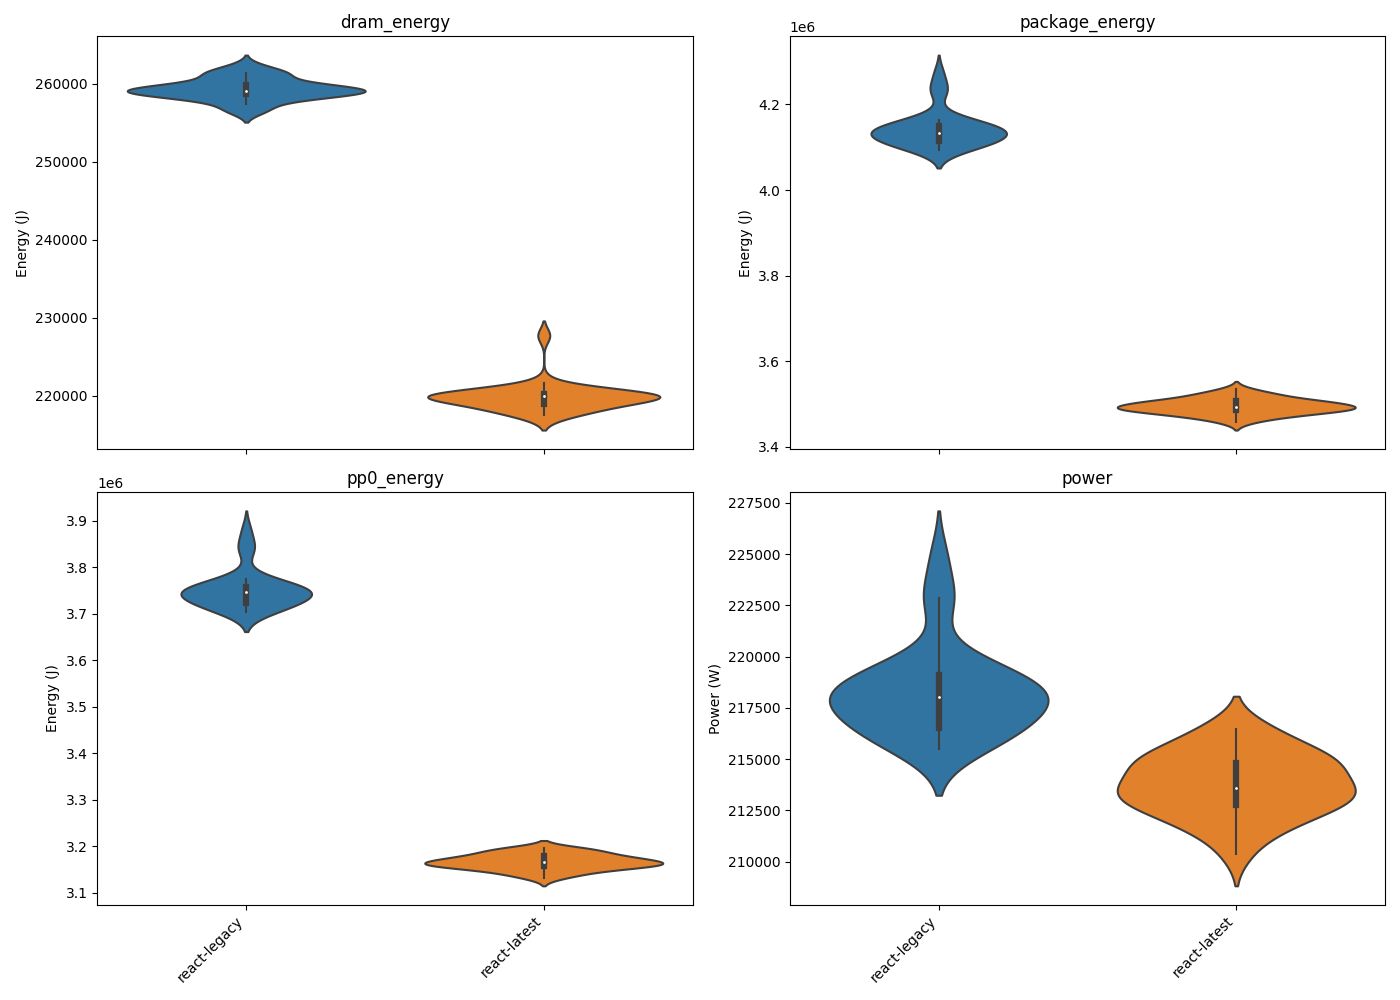 dram_energy
260000
250000
240000
230000
220000
Energy (J)
package_energy
1e6
4.2
4.0
3.8
3.6
3.4
Energy (J)
pp0_energy
1e6
3.9
3.8
3.7
3.6
3.5
3.4
3.3
3.2
3.1
Energy (J)
react-legacy
react-latest
power
227500
225000
222500
220000
217500
215000
212500
210000
Power (W)
react-legacy
react-latest